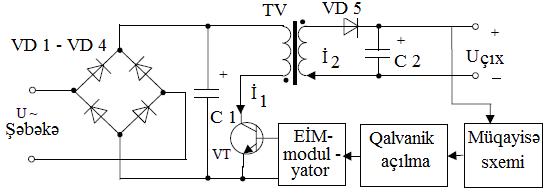 TV
VD 5
VD 1 - VD 4
+
+
+
U çıx
C 2
İ 2
–
İ 1
U ~
Şəbəkə
C 1
VT
EİM-
modul -
yator
Qalvanik
açılma
Müqayisə
sxemi